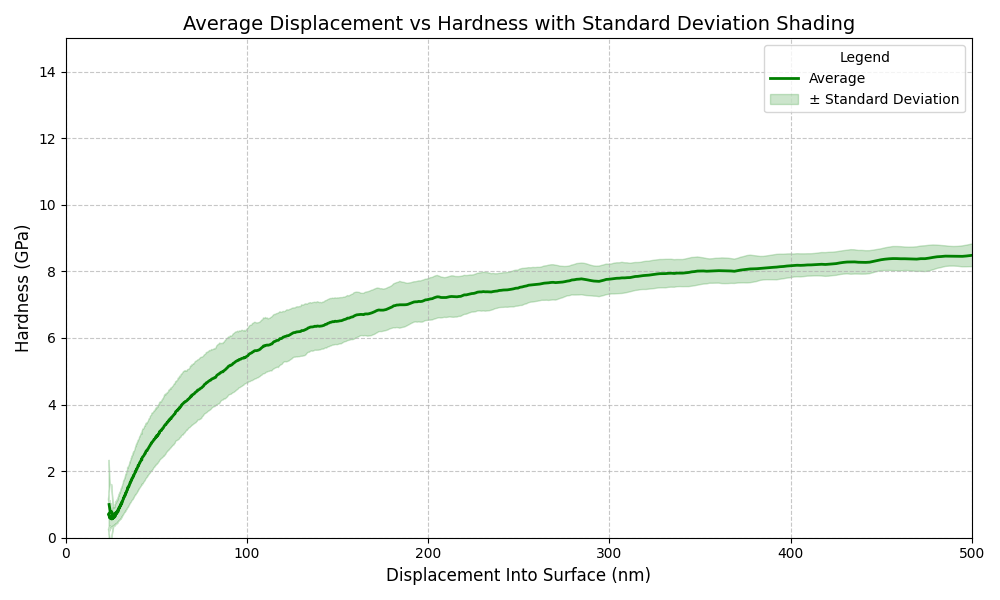 Average Displacement vs Hardness with Standard Deviation Shading
Legend
Average
± Standard Deviation
Hardness (GPa)
14
12
10
8
6
4
2
0
0 100 200 300 400 500
Displacement Into Surface (nm)